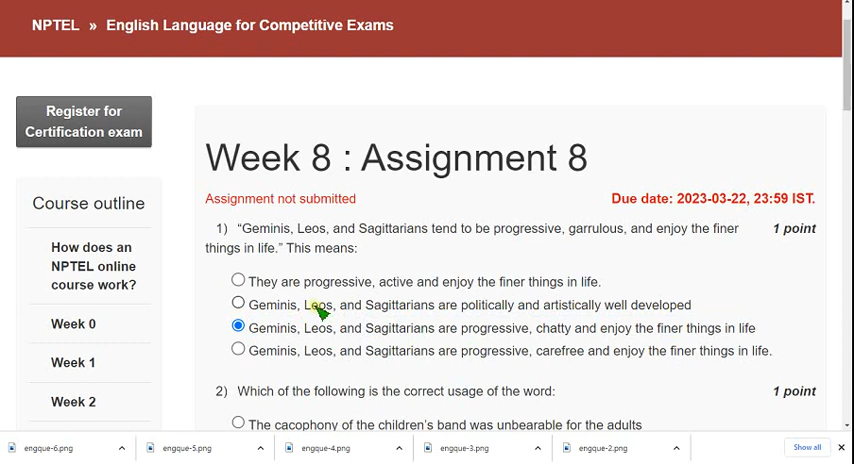 NPTEL » English Language for Competitive Exams
Register for
Certification exam
Course outline
How does an
NPTEL online
course work?
Week 0
Week 1
Week 2
Week 8 : Assignment 8
Assignment not submitted Due date: 2023-03-22, 23:59 IST.
1) “Geminis, Leos, and Sagittarians tend to be progressive, garrulous, and enjoy the finer 1 point
things in life.” This means:
They are progressive, active and enjoy the finer things in life.
Geminis, Leos, and Sagittarians are politically and artistically well developed
Geminis, Leos, and Sagittarians are progressive, chatty and enjoy the finer things in life
Geminis, Leos, and Sagittarians are progressive, carefree and enjoy the finer things in life.
2) Which of the following is the correct usage of the word: 1 point
The cacophony of the children’s band was unbearable for the adults
engque-6.png engque-5.png engque-4.png engque-3.png engque-2.png Show all